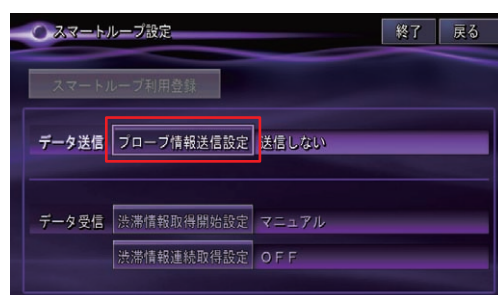 スマートループ設定 終了 戻る
スマートループ利用登録
データ送信 プローブ情報送信設定 送信しない
データ受信 渋滞情報取得開始設定 マニュアル
渋滞情報連続取得設定 OFF